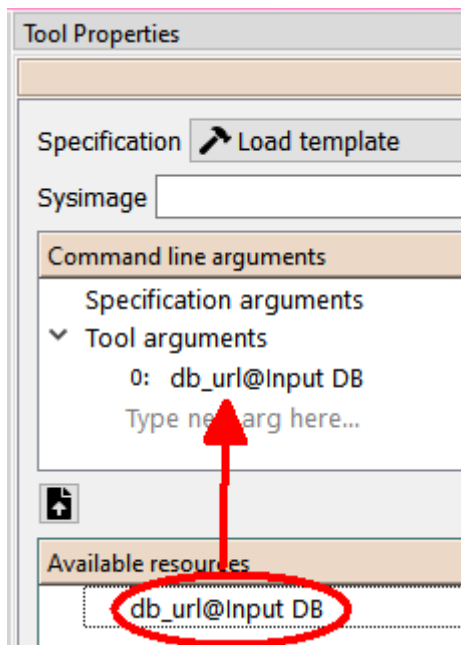 Tool Properties
Specification Load template
Sysimage
Command line arguments
Specification arguments
Tool arguments
0: db_url@Input DB
Type new arg here...
Available resources
db_url@Input DB